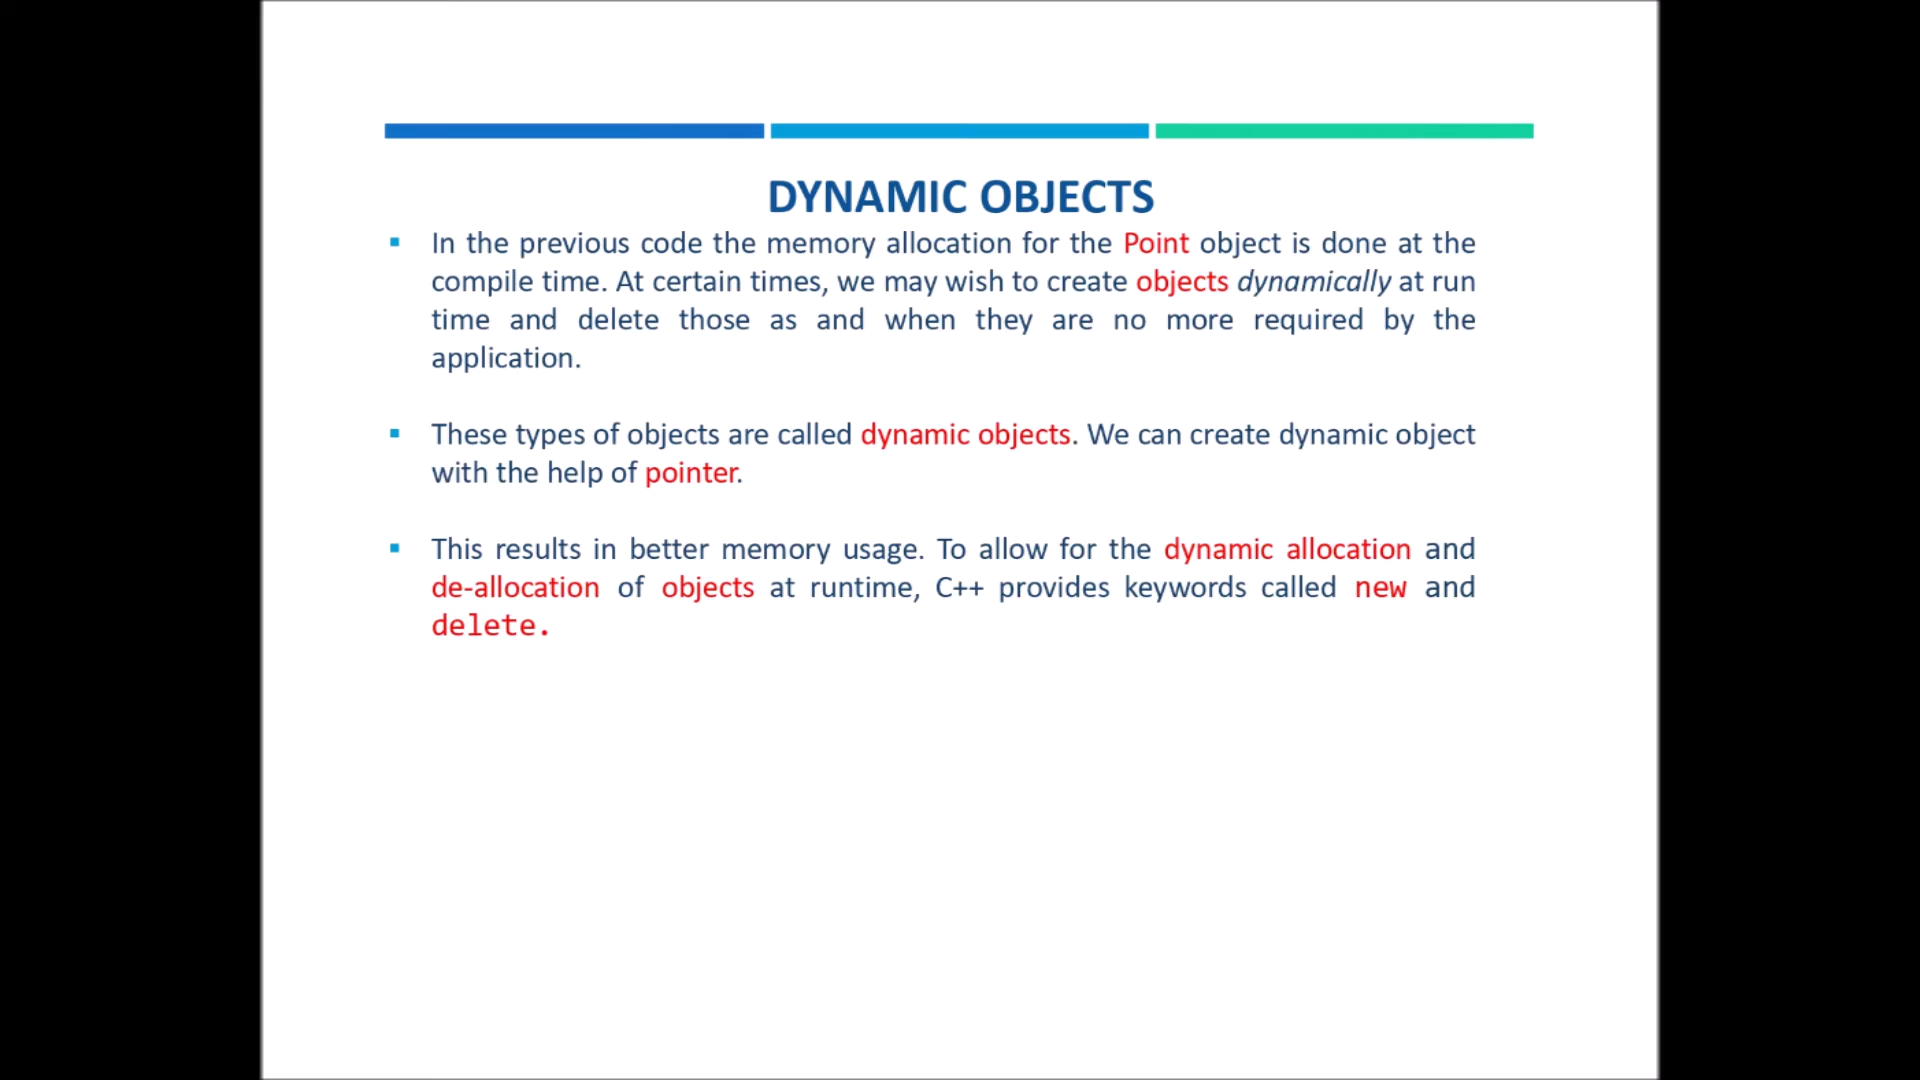 DYNAMIC OBJECTS
▪ In the previous code the memory allocation for the Point object is done at the
compile time. At certain times, we may wish to create objects dynamically at run
time and delete those as and when they are no more required by the
application.
▪ These types of objects are called dynamic objects. We can create dynamic object
with the help of pointer.
▪ This results in better memory usage. To allow for the dynamic allocation and
de-allocation of objects at runtime, C++ provides keywords called new and
delete.